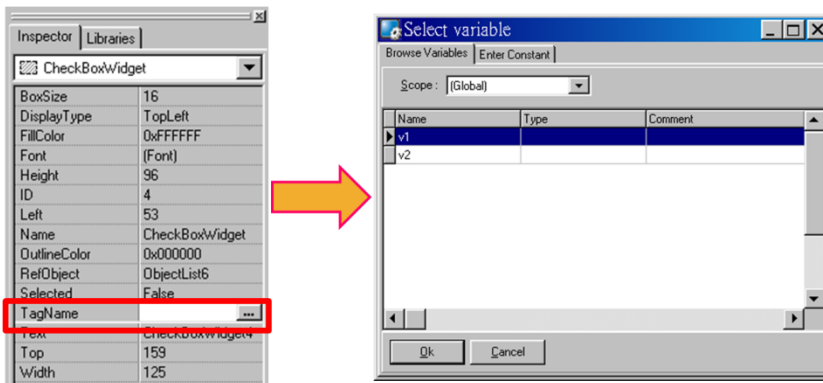 Inspector Libraries
CheckBoxWidget
BoxSize 16
DisplayType TopLeft
FillColor 0xFFFFFF
Font (Font)
Height 96
ID 4
Left 53
Name CheckBoxWidget
OutlineColor 0x000000
RefObject ObjectList6
Selected False
TagName ...
Text CheckBoxWidget4
Top 159
Width 125
Select variable
Browse Variables Enter Constant
Scope : (Global)
Name Type Comment
v1
v2
Ok Cancel